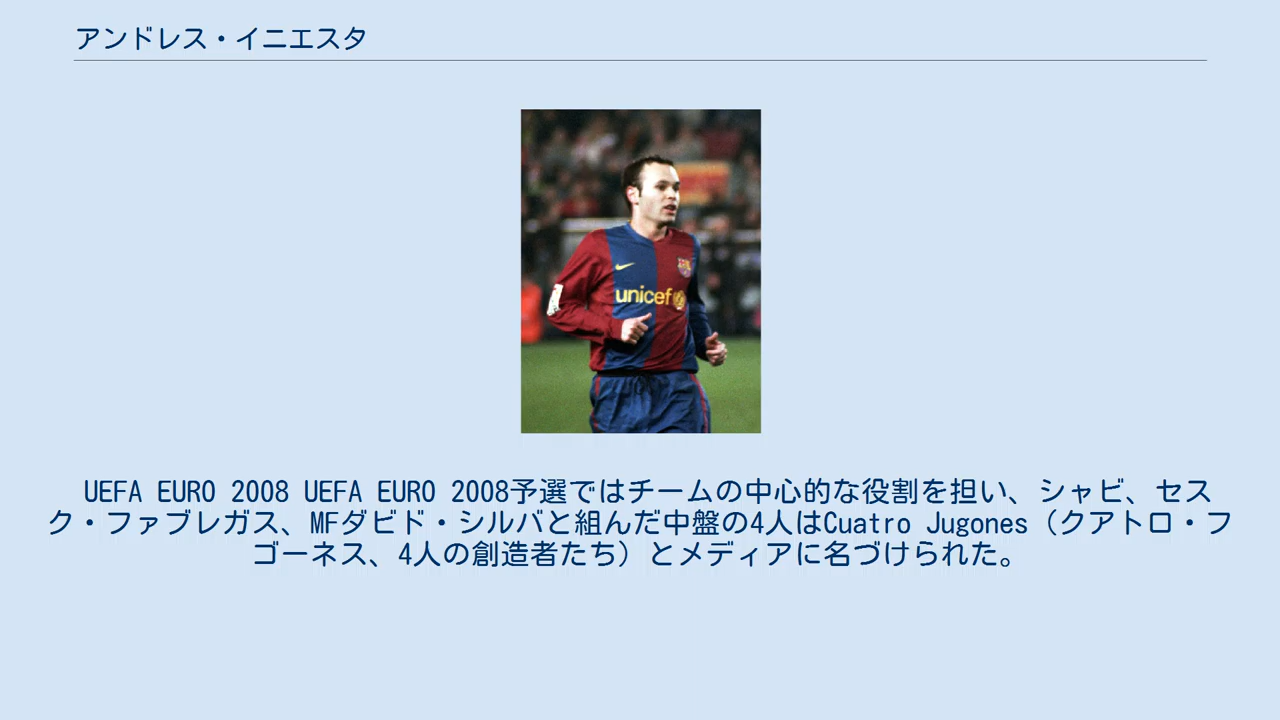 アンドレス・イニエスタ
unicef
UEFA EURO 2008 UEFA EURO 2008予選ではチームの中心的な役割を担い、シャビ、セス
ク・ファブレガス、MFダビド・シルバと組んだ中盤の4人はCuatro Jugones（クアトロ・フ
ゴーネス、4人の創造者たち）とメディアに名づけられた。